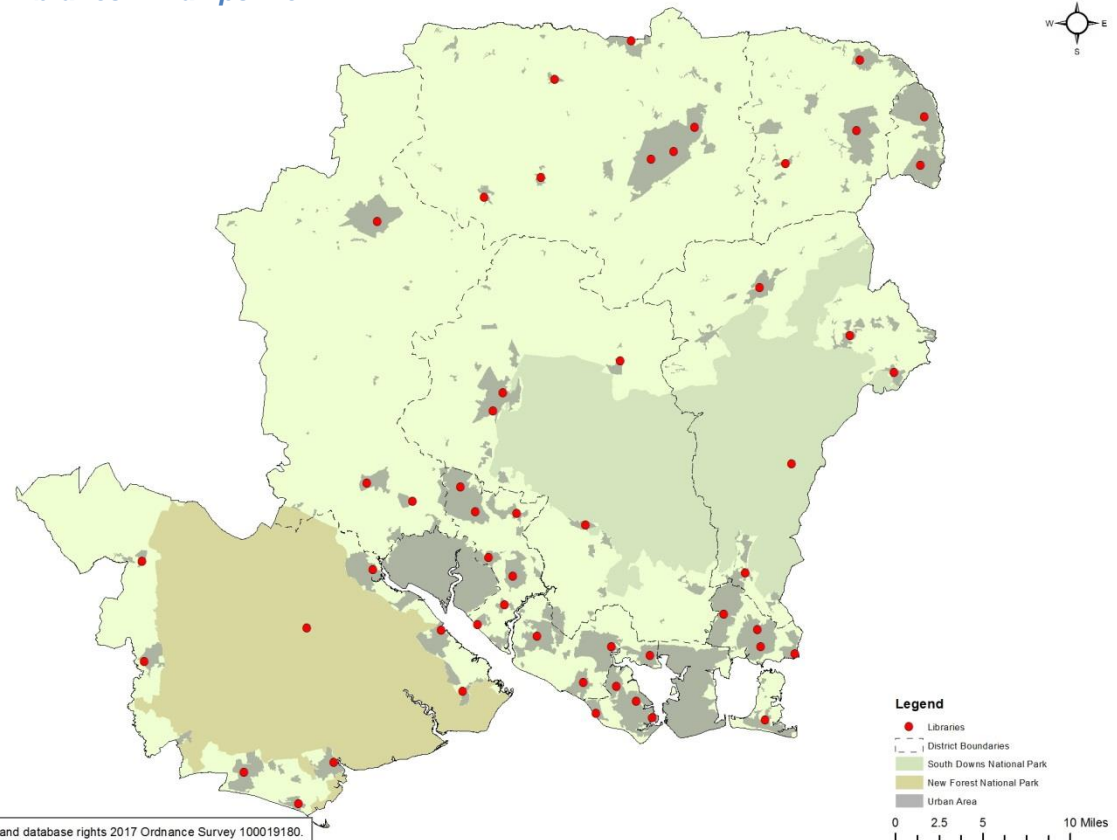 W E
S
Legend
Libraries
District Boundaries
South Downs National Park
New Forest National Park
Urban Area
0 2.5 5 10 Miles
and database rights 2017 Ordnance Survey 100019180.